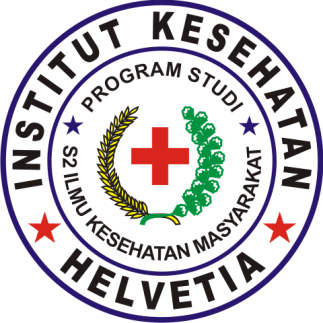 INSTITUT KESEHATAN
HELVETIA
PROGRAM STUDI
S2 ILMU KESEHATAN MASYARAKAT